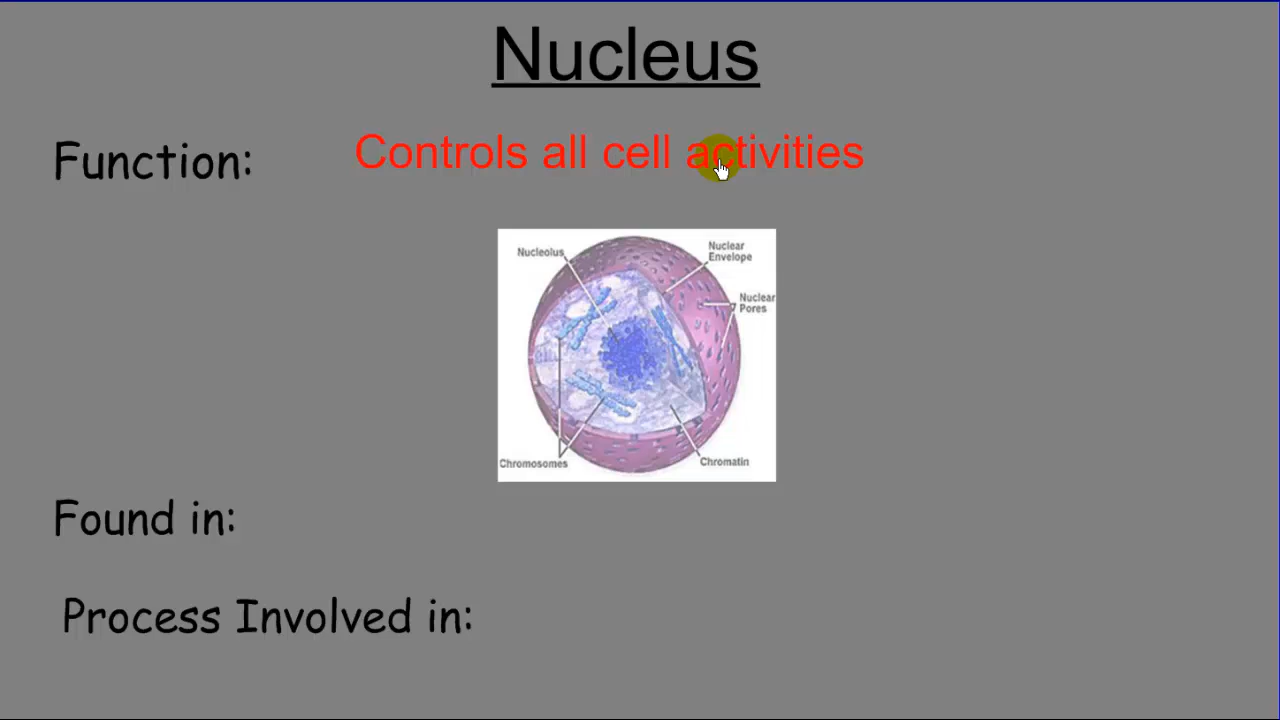 Nucleus
Function:
Controls all cell activities
Nucleolus
Nuclear
Envelope
Nuclear
Pores
Chromosomes
Chromatin
Found in:
Process Involved in: